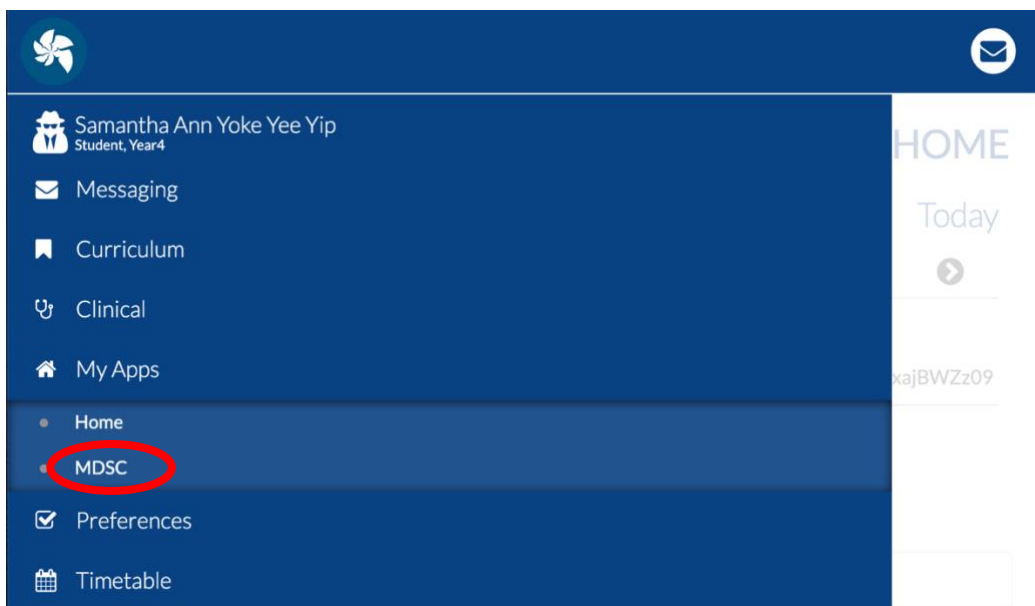 Samantha Ann Yoke Yee Yip
Student, Year4
HOME
Messaging
Today
Curriculum
Clinical
My Apps
xajBWZz09
Home
MDSC
Preferences
Timetable